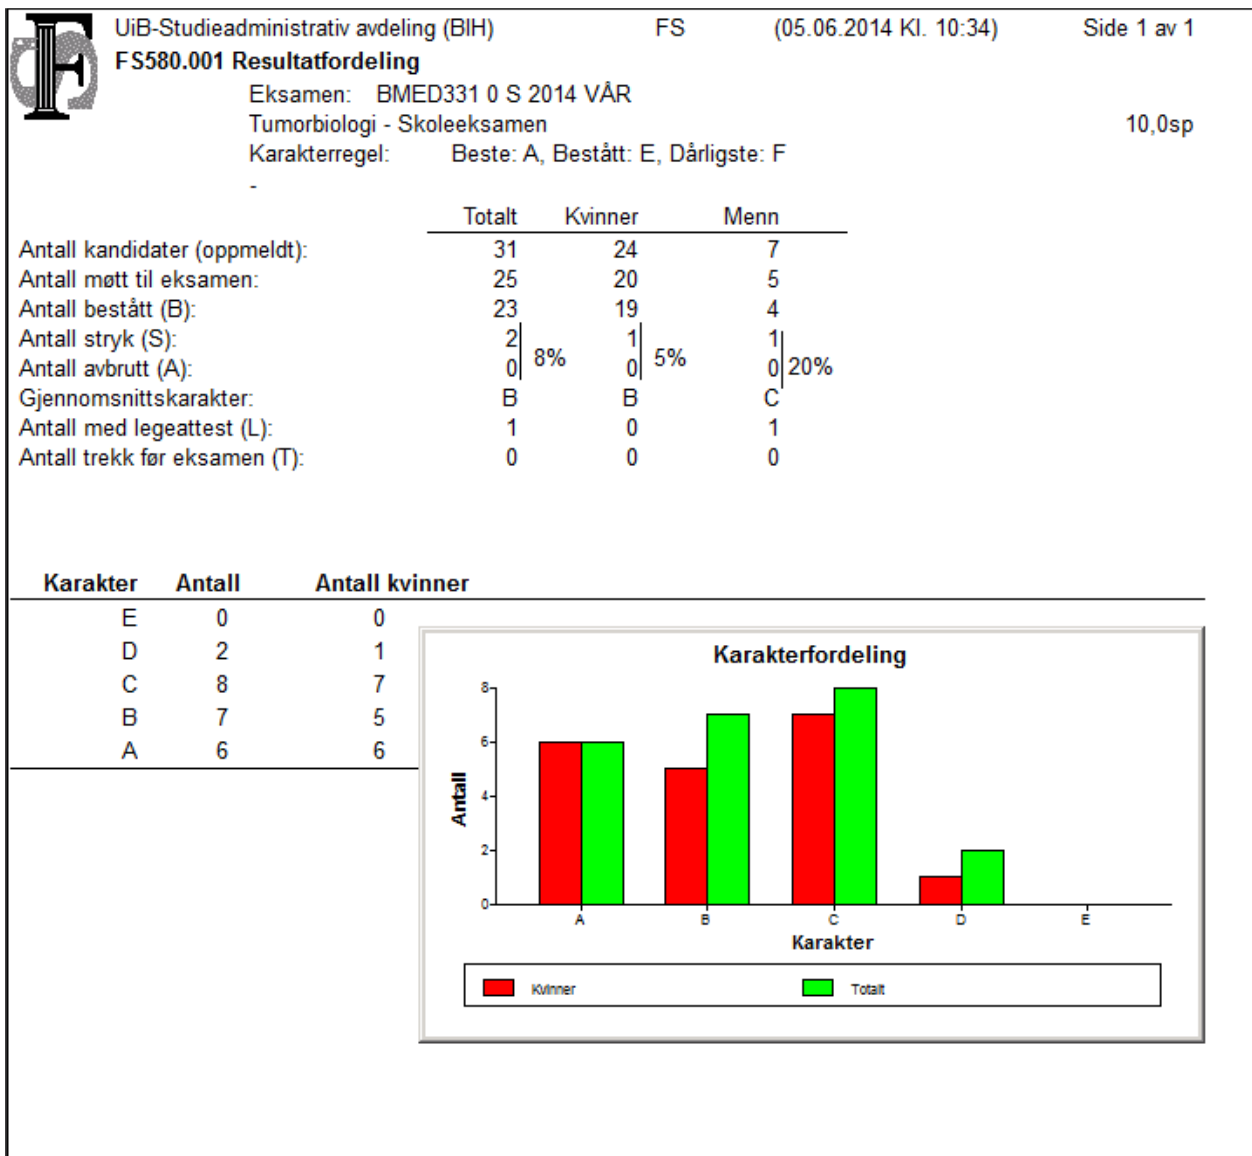 UiB-Studieadministrativ avdeling (BIH) FS (05.06.2014 Kl. 10:34) Side 1 av 1
FS580.001 Resultatfordeling
Eksamen: BMED331 0 S 2014 VÅR
Tumorbiologi - Skoleeksamen 10,0sp
Karakterregel: Beste: A, Bestått: E, Dårligste: F
-
Totalt Kvinner Menn
Antall kandidater (oppmeldt): 31 24 7
Antall møtt til eksamen: 25 20 5
Antall bestått (B): 23 19 4
Antall stryk (S): 2 1 1
8% 5% 20%
Antall avbrutt (A): 0 0 0
Gjennomsnittskarakter: B B C
Antall med legeattest (L): 1 0 1
Antall trekk før eksamen (T): 0 0 0
Karakter Antall Antall kvinner
E 0 0
D 2 1
C 8 7
B 7 5
A 6 6
Karakterfordeling
8
6
4
2
0
Antall
A B C D E
Karakter
Kvinner Totalt